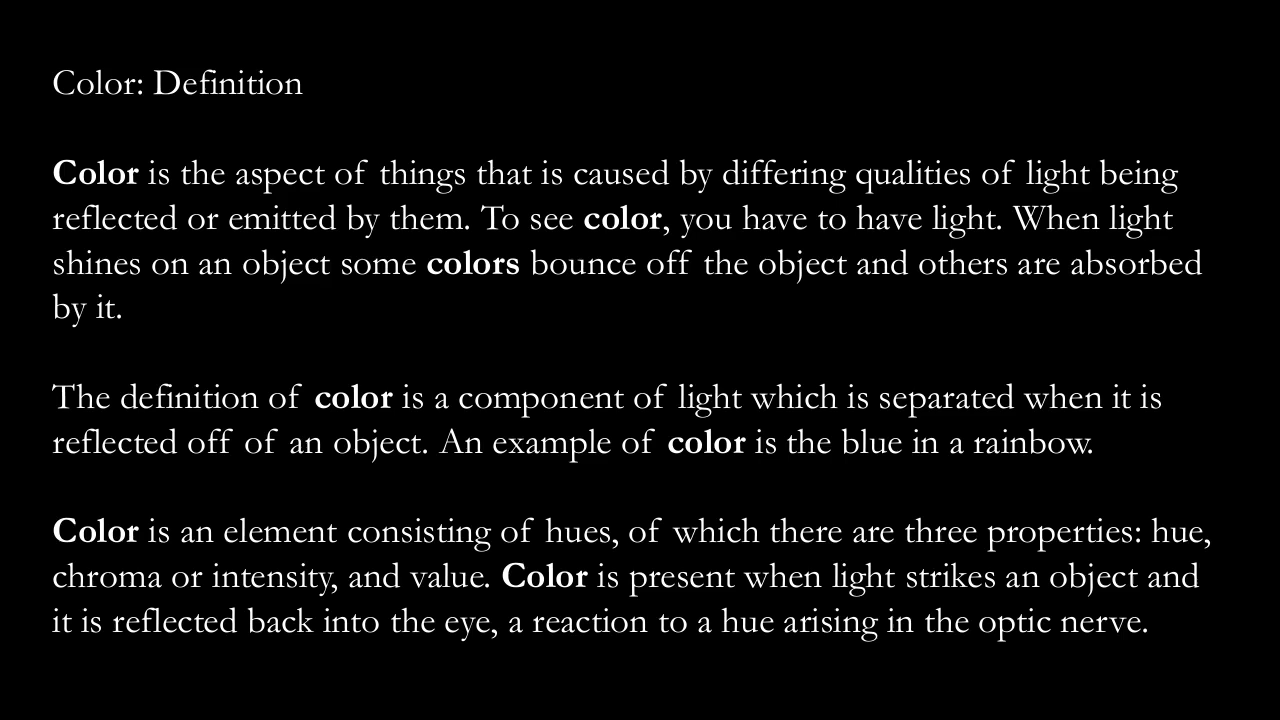 Color: Definition
Color is the aspect of things that is caused by differing qualities of light being
reflected or emitted by them. To see color, you have to have light. When light
shines on an object some colors bounce off the object and others are absorbed
by it.
The definition of color is a component of light which is separated when it is
reflected off of an object. An example of color is the blue in a rainbow.
Color is an element consisting of hues, of which there are three properties: hue,
chroma or intensity, and value. Color is present when light strikes an object and
it is reflected back into the eye, a reaction to a hue arising in the optic nerve.